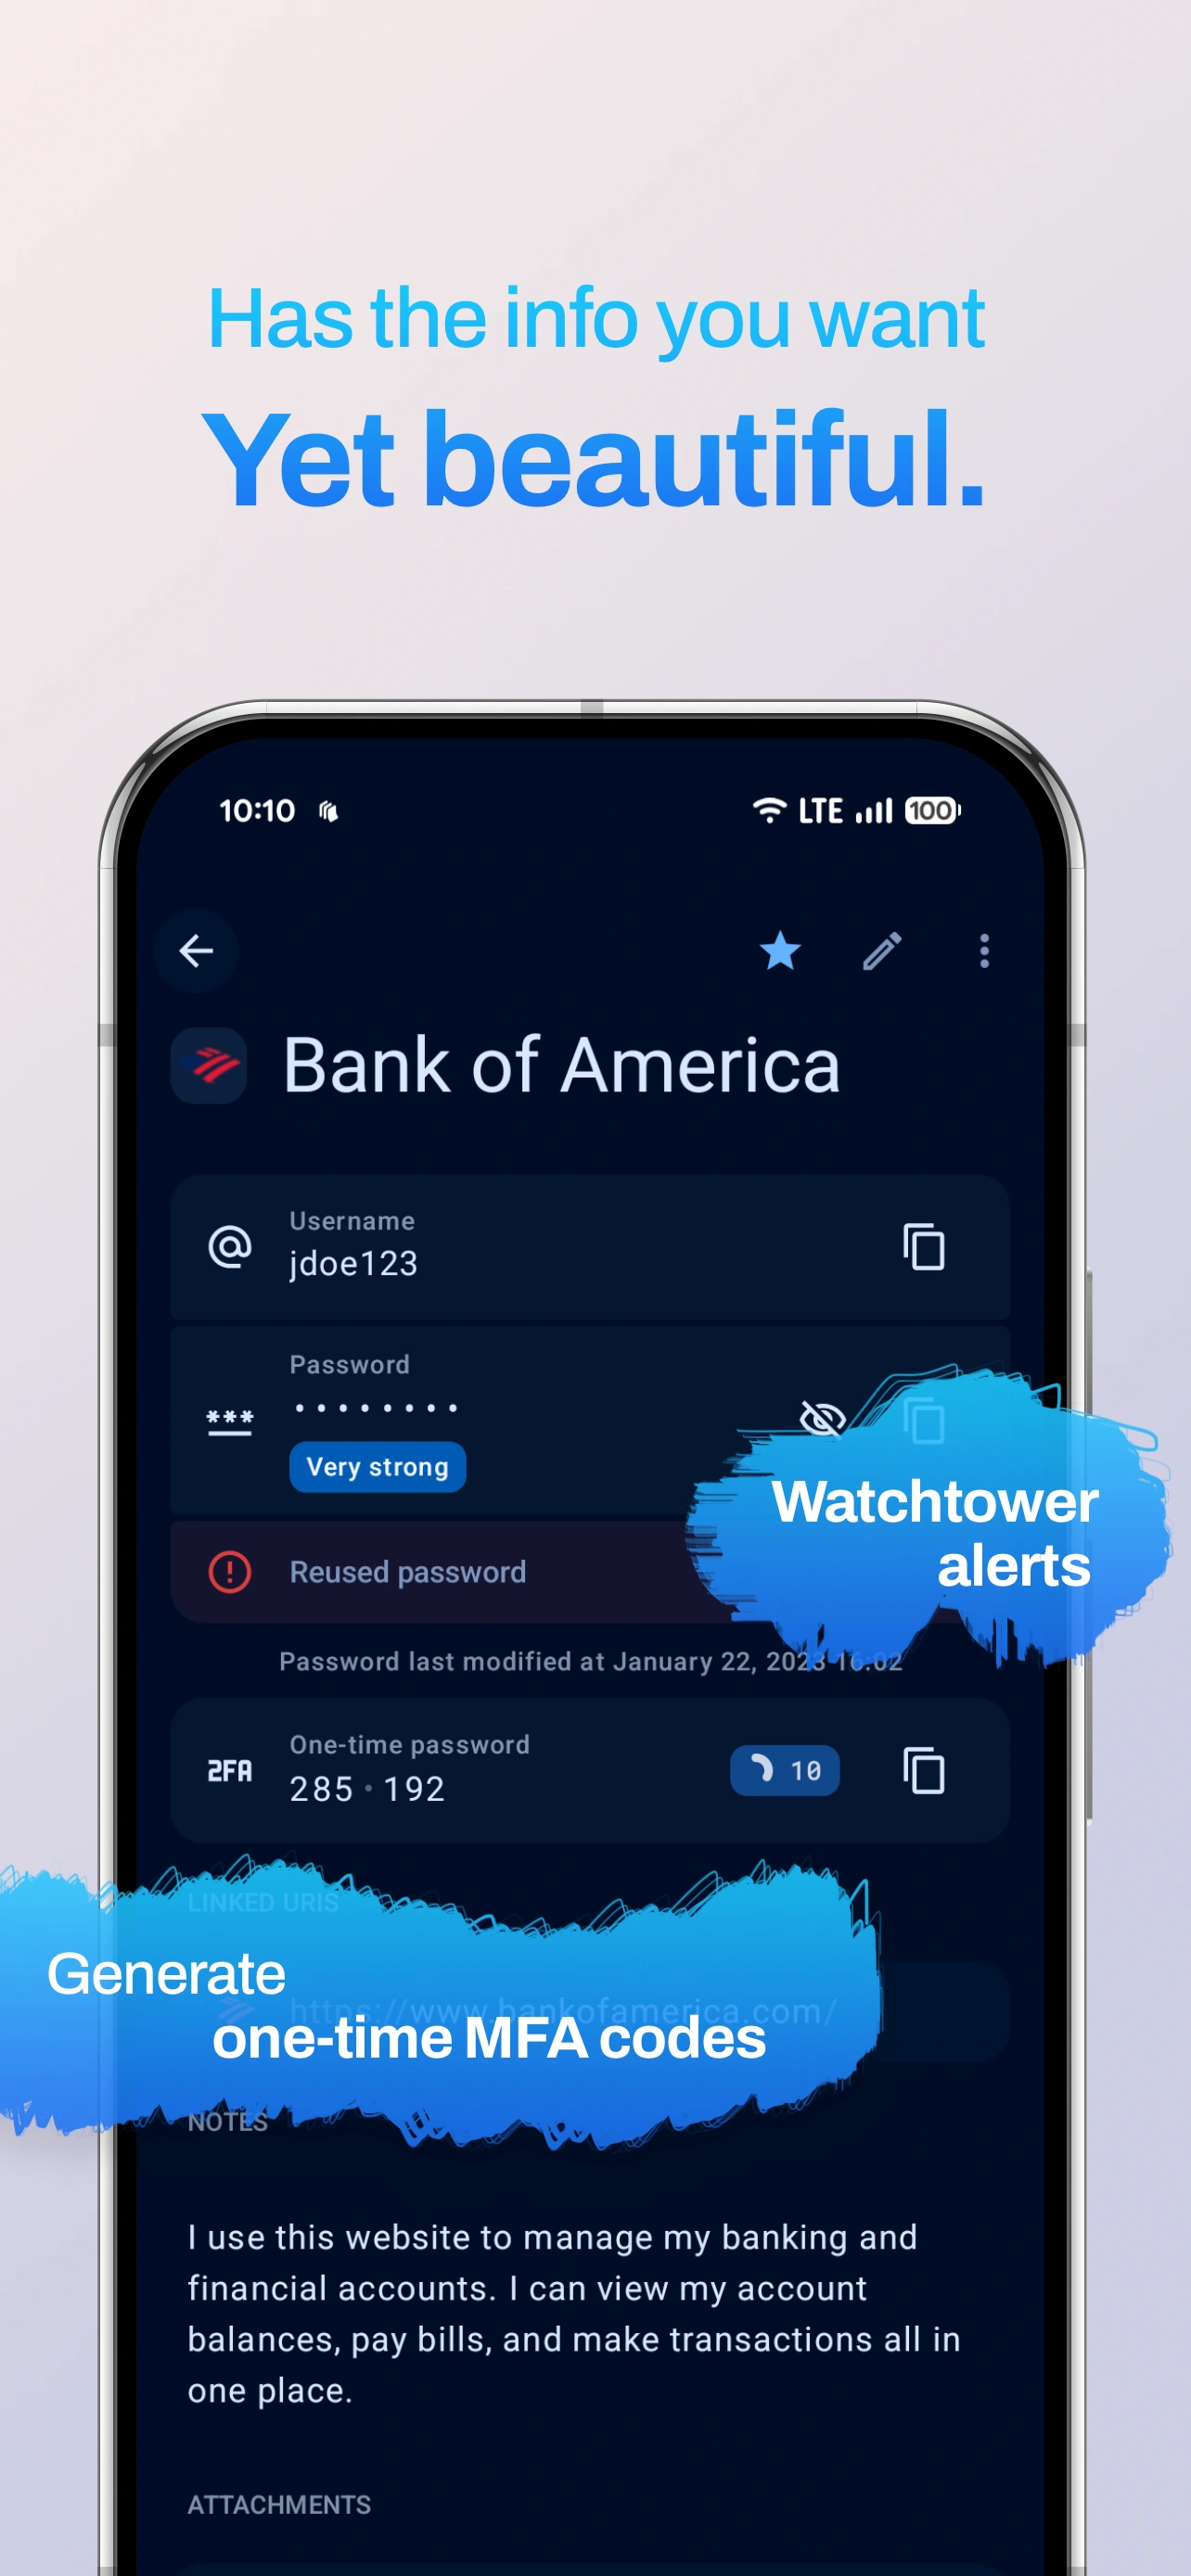 Has the info you want
Yet beautiful.
10:10
LTE
100
Bank of America
Username
jdoe123
Password
••••••••
Very strong
Watchtower
alerts
Reused password
Password last modified at January 22, 2023 16:02
2FA
One-time password
285 • 192
10
LINKED URIS
Generate
https://www.bankofamerica.com/
one-time MFA codes
NOTES
I use this website to manage my banking and
financial accounts. I can view my account
balances, pay bills, and make transactions all in
one place.
ATTACHMENTS